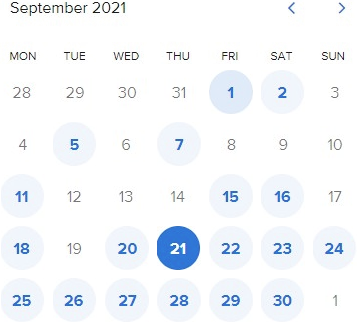 September 2021
MON TUE WED THU FRI SAT SUN
28 29 30 31 1 2 3
4 5 6 7 8 9 10
11 12 13 14 15 16 17
18 19 20 21 22 23 24
25 26 27 28 29 30 1